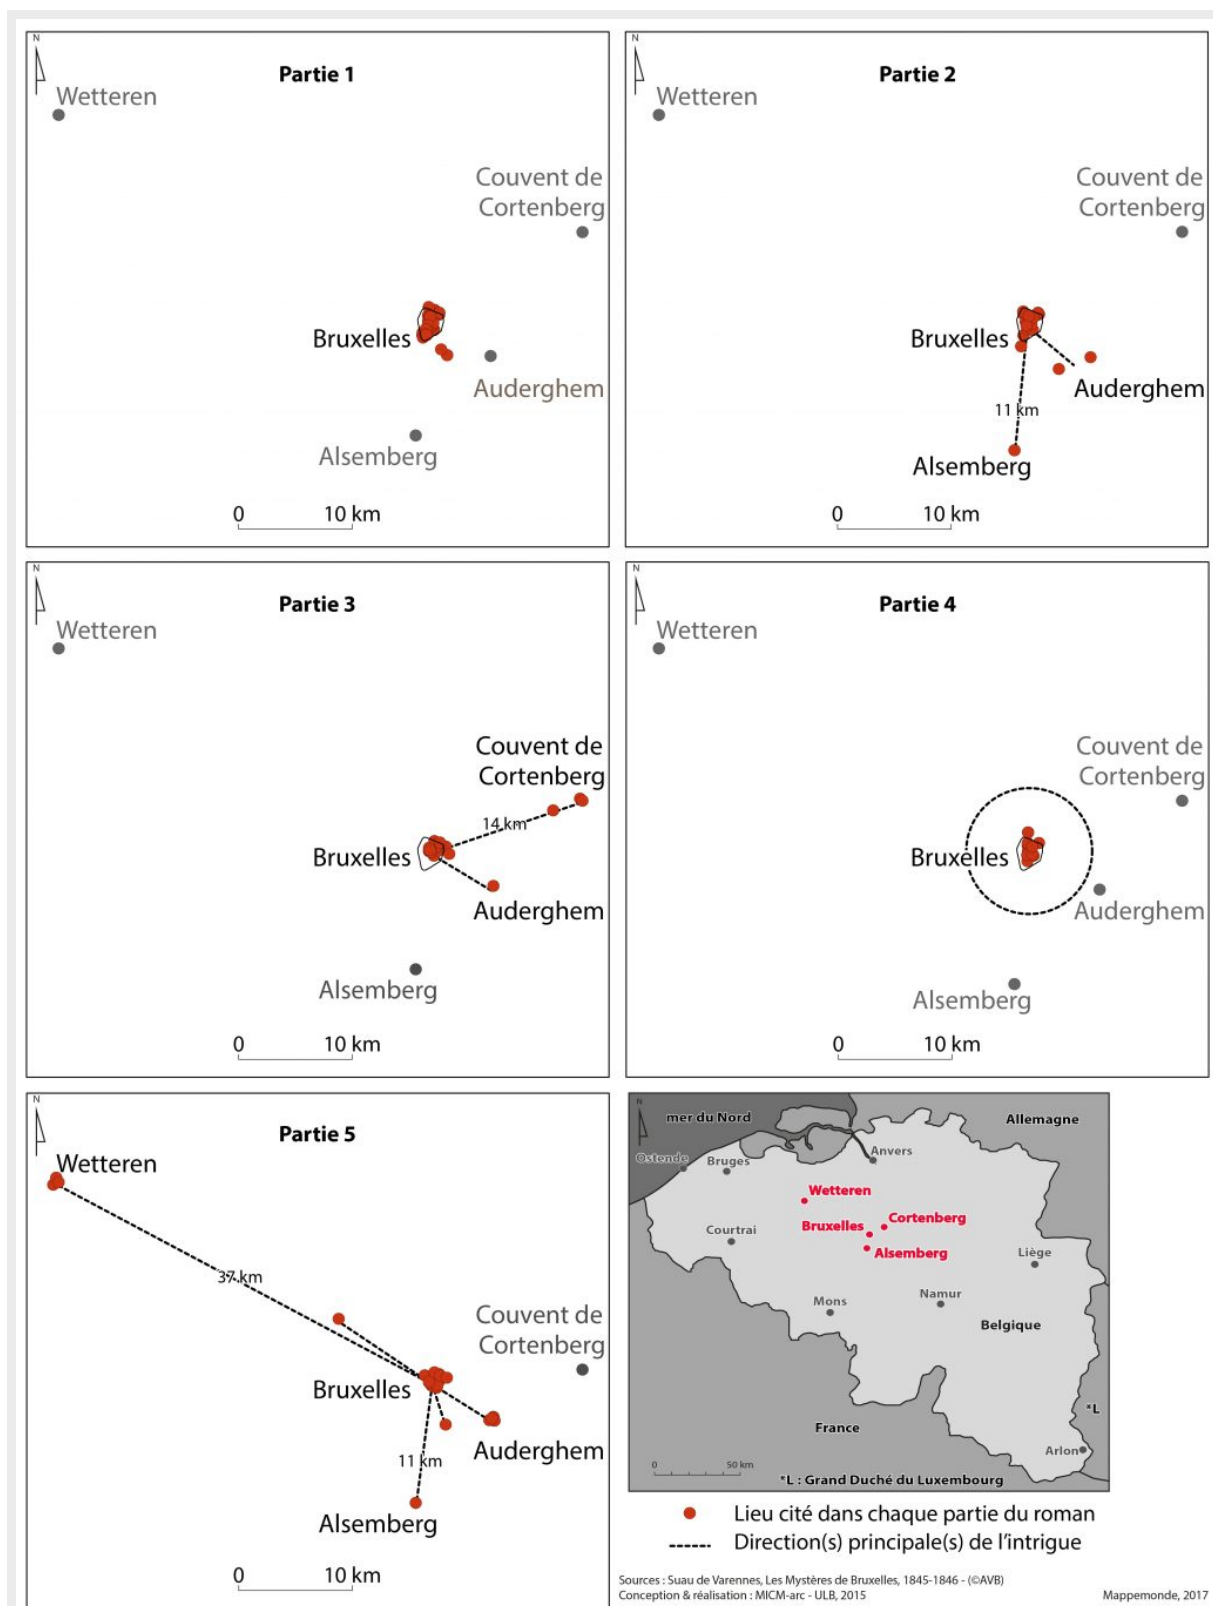 N
Partie 1
Wetteren
Couvent de
Cortenberg
Bruxelles
Auderghem
Alsemberg
0 10 km
N
Partie 2
Wetteren
Couvent de
Cortenberg
Bruxelles
Auderghem
11 km
Alsemberg
0 10 km
N
Partie 3
Wetteren
Couvent de
Cortenberg
14 km
Bruxelles
Auderghem
Alsemberg
0 10 km
N
Partie 4
Wetteren
Couvent de
Cortenberg
Bruxelles
Auderghem
Alsemberg
0 10 km
N
Partie 5
Wetteren
37 km
Couvent de
Cortenberg
Bruxelles
Auderghem
11 km
Alsemberg
0 10 km
N
mer du Nord
Allemagne
Ostende
Bruges
Anvers
Wetteren
Cortenberg
Bruxelles
Courtrai
Alsemberg
Liège
Mons
Namur
Belgique
*L
France
Arlon
0 50 km
*L : Grand Duché du Luxembourg
Lieu cité dans chaque partie du roman
Direction(s) principale(s) de l'intrigue
Sources : Suau de Varennes, Les Mystères de Bruxelles, 1845-1846 - (©AVB)
Conception & réalisation : MICM-arc - ULB, 2015 Mappemonde, 2017